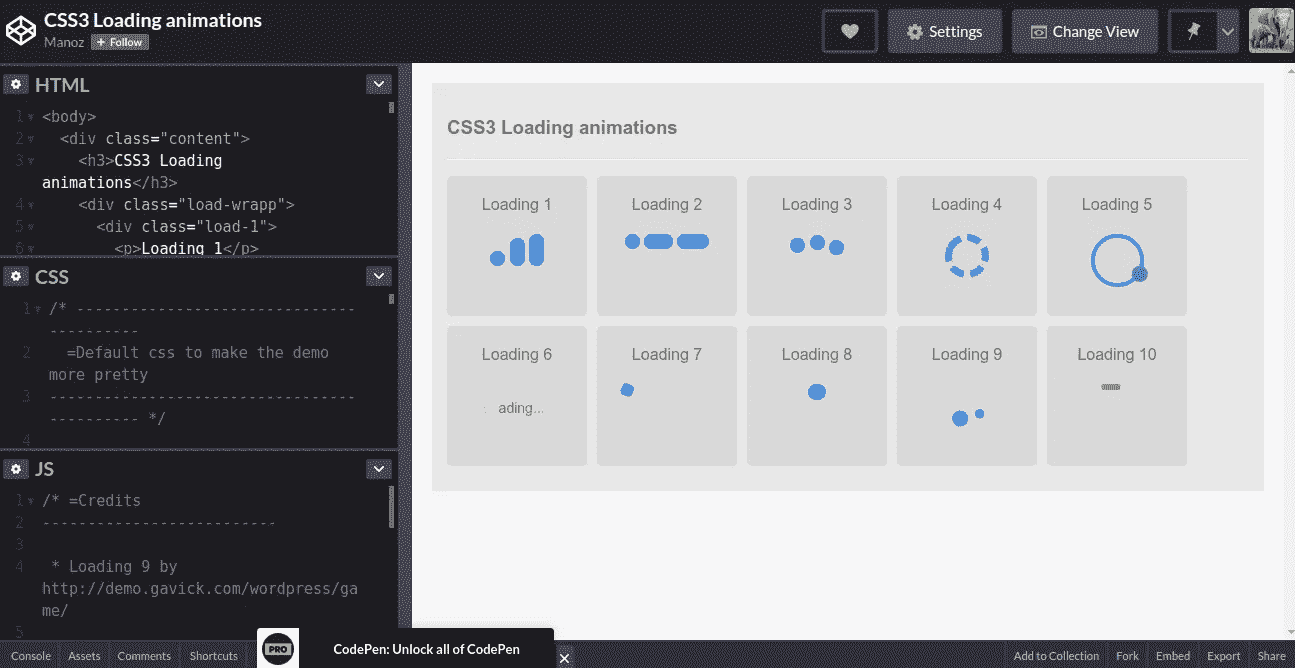 CSS3 Loading animations
Manoz + Follow
Settings
Change View
HTML
1 <body>
2 <div class="content">
3 <h3>CSS3 Loading
animations</h3>
4 <div class="load-wrapp">
5 <div class="load-1">
6 <p>Loading 1</p>
CSS
1 /* -------------------------------
----------
2 =Default css to make the demo
more pretty
3 ----------------------------------
---------- */
4
JS
1 /* =Credits
2 --------------------------
3
4 * Loading 9 by
http://demo.gavick.com/wordpress/ga
me/
5
CSS3 Loading animations
Loading 1
Loading 2
Loading 3
Loading 4
Loading 5
Loading 6
ading...
Loading 7
Loading 8
Loading 9
Loading 10
Console Assets Comments Shortcuts
PRO
CodePen: Unlock all of CodePen
Add to Collection Fork Embed Export Share